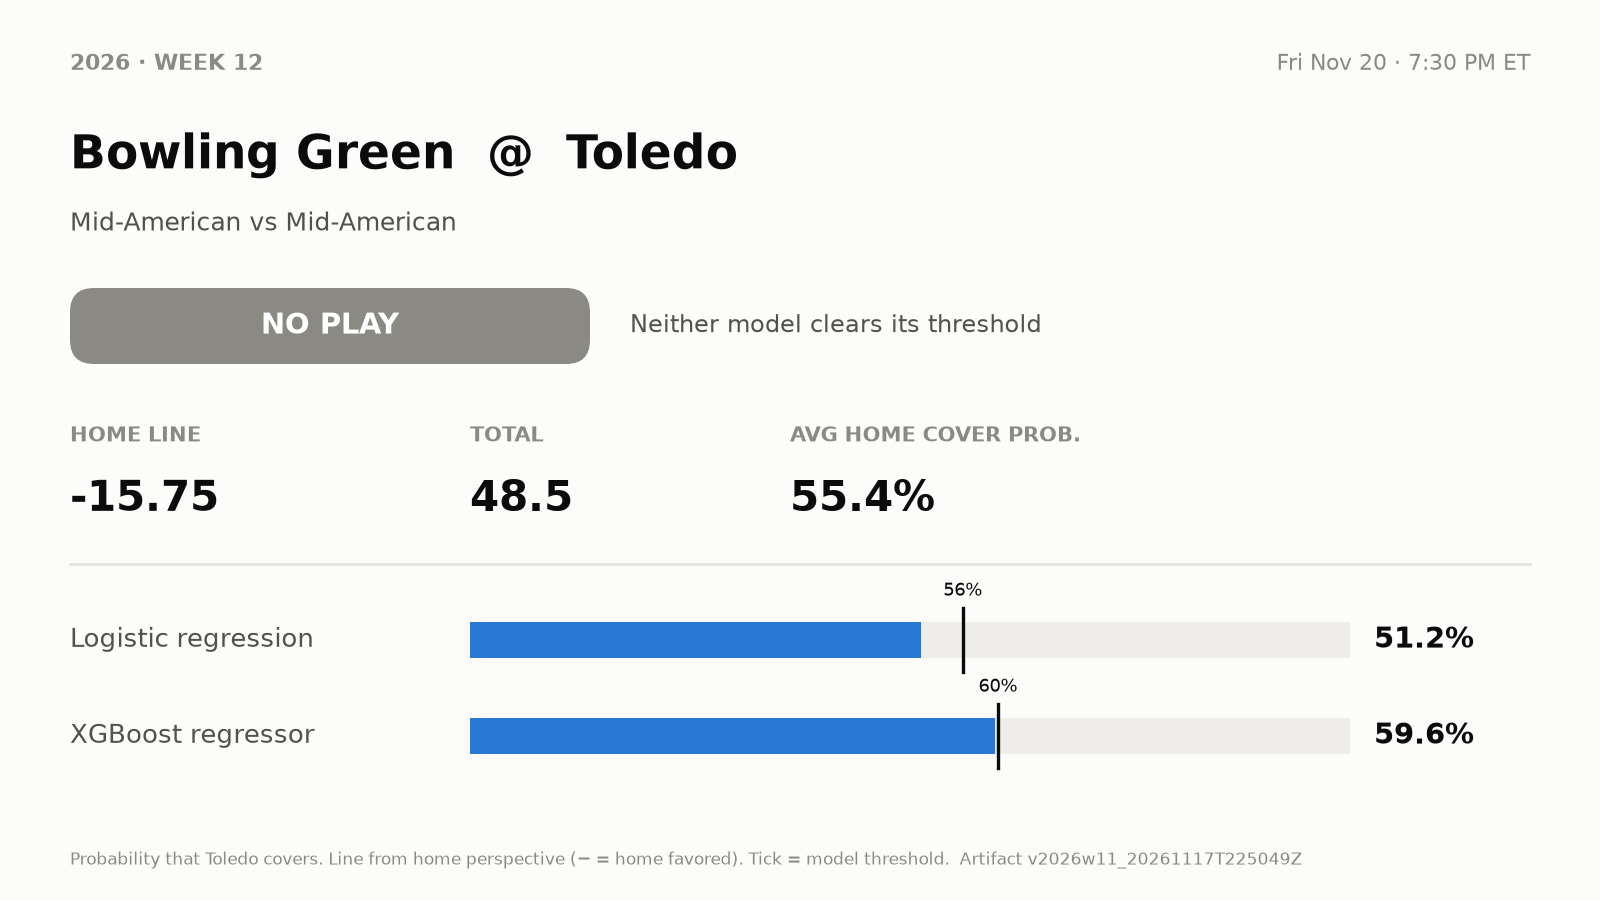 2026 · WEEK 12
Fri Nov 20 · 7:30 PM ET
Bowling Green @ Toledo
Mid-American vs Mid-American
NO PLAY
Neither model clears its threshold
HOME LINE
TOTAL
AVG HOME COVER PROB.
-15.75
48.5
55.4%
56%
Logistic regression
51.2%
60%
XGBoost regressor
59.6%
Probability that Toledo covers. Line from home perspective (− = home favored). Tick = model threshold. Artifact v2026w11_20261117T225049Z